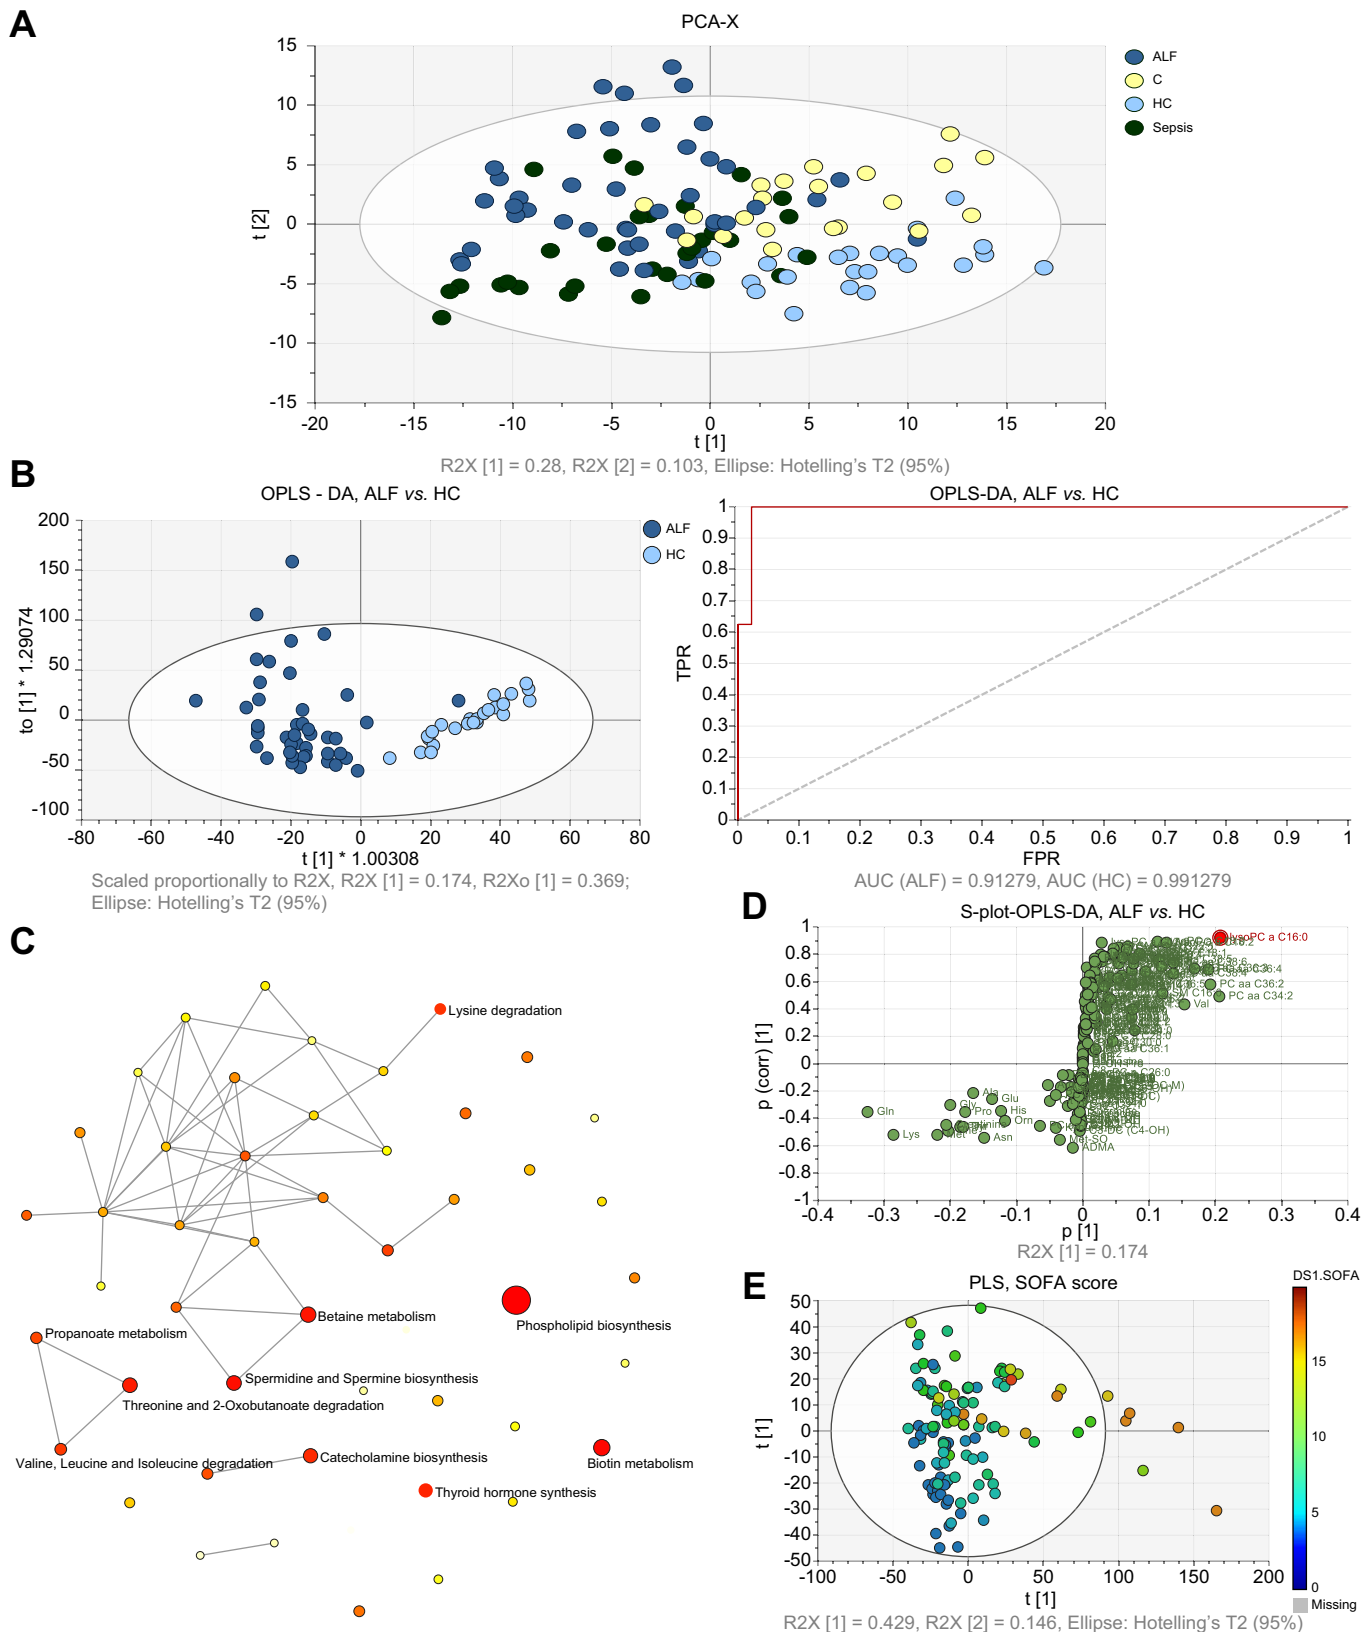 A
PCA-X
15
10
5
0
-5
-10
-15
t [2]
-20
-15
-10
-5
0
5
10
15
20
t [1]
ALF
C
HC
Sepsis
R2X [1] = 0.28, R2X [2] = 0.103, Ellipse: Hotelling's T2 (95%)
B
OPLS - DA, ALF vs. HC
200
150
100
50
0
-50
-100
to [1] * 1.29074
-80
-60
-40
-20
0
20
40
60
80
t [1] * 1.00308
ALF
HC
Scaled proportionally to R2X, R2X [1] = 0.174, R2Xo [1] = 0.369;
Ellipse: Hotelling's T2 (95%)
OPLS-DA, ALF vs. HC
1
0.9
0.8
0.7
0.6
0.5
0.4
0.3
0.2
0.1
0
TPR
0
0.1
0.2
0.3
0.4
0.5
0.6
0.7
0.8
0.9
1
FPR
AUC (ALF) = 0.91279, AUC (HC) = 0.991279
C
Lysine degradation
Betaine metabolism
Phospholipid biosynthesis
Propanoate metabolism
Spermidine and Spermine biosynthesis
Threonine and 2-Oxobutanoate degradation
Valine, Leucine and Isoleucine degradation
Catecholamine biosynthesis
Biotin metabolism
Thyroid hormone synthesis
D
S-plot-OPLS-DA, ALF vs. HC
1
0.8
0.6
0.4
0.2
0
-0.2
-0.4
-0.6
-0.8
-1
p (corr) [1]
lysoPC a C16:0
PC aa C36:2
PC aa C34:2
Val
Ala
Glu
Gly
Pro
His
Orn
Gln
Lys
Met
Asn
Met-SO
ADMA
-0.4
-0.3
-0.2
-0.1
0
0.1
0.2
0.3
0.4
p [1]
R2X [1] = 0.174
E
PLS, SOFA score
50
40
30
20
10
0
-10
-20
-30
-40
-50
t [1]
-100
-50
0
50
100
150
200
t [1]
DS1.SOFA
15
10
5
0
Missing
R2X [1] = 0.429, R2X [2] = 0.146, Ellipse: Hotelling's T2 (95%)